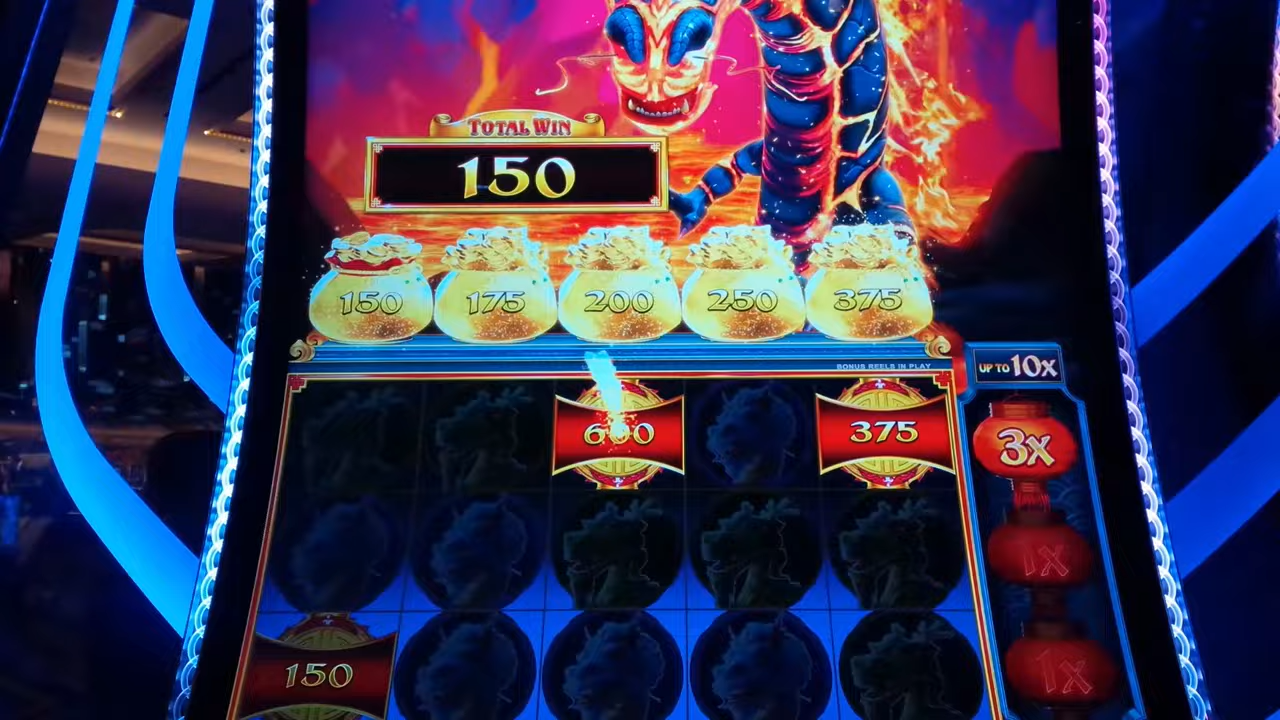 TOTAL WIN
150
150 175 200 250 375
BONUS REELS IN PLAY
UP TO 10X
600 375 3X
1X
150 1X